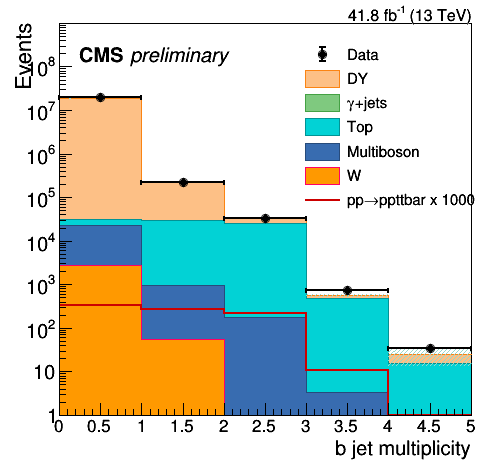 41.8 fb⁻¹ (13 TeV)
Events
CMS preliminary
Data
DY
γ+jets
Top
Multiboson
W
pp→ppttbar x 1000
10⁸
10⁷
10⁶
10⁵
10⁴
10³
10²
10
1
0 0.5 1 1.5 2 2.5 3 3.5 4 4.5 5
b jet multiplicity